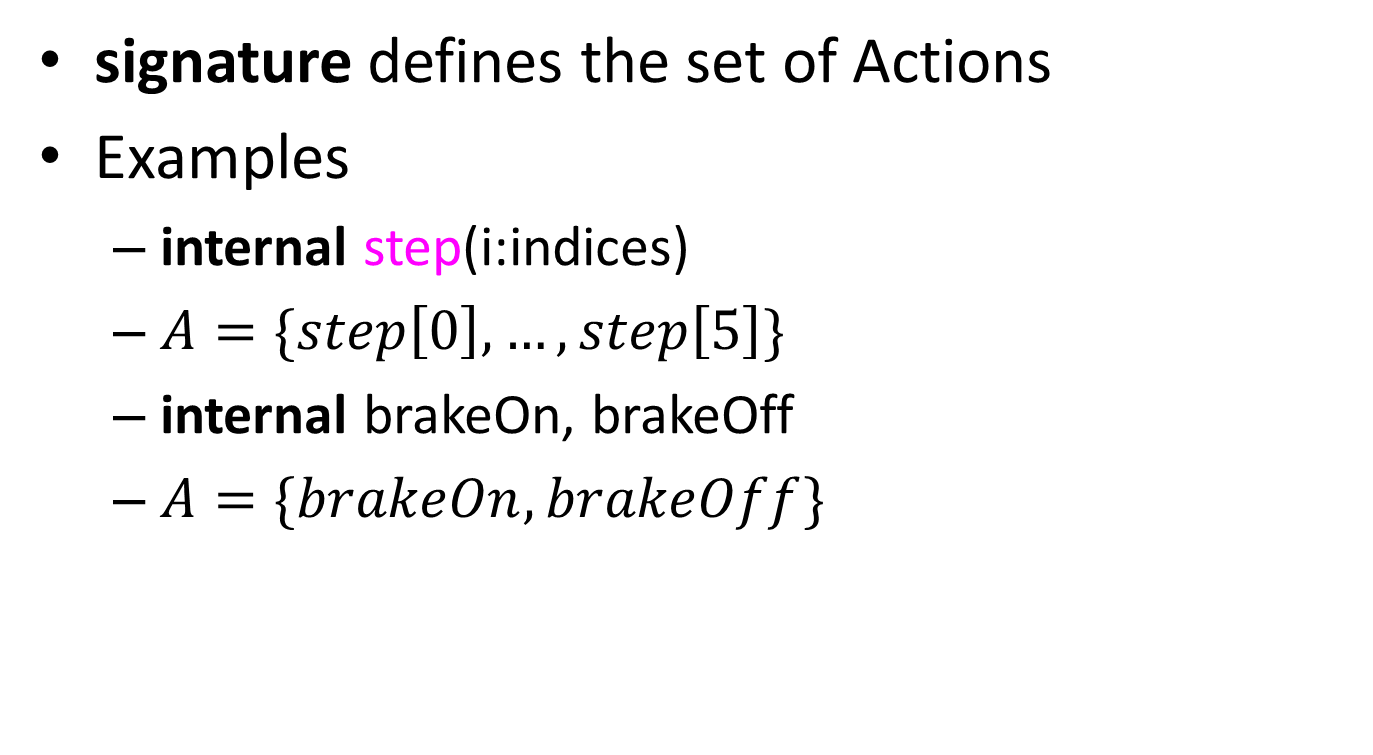 • signature defines the set of Actions
• Examples
– internal step(i:indices)
– A = {step[0], … , step[5]}
– internal brakeOn, brakeOff
– A = {brakeOn, brakeOff}